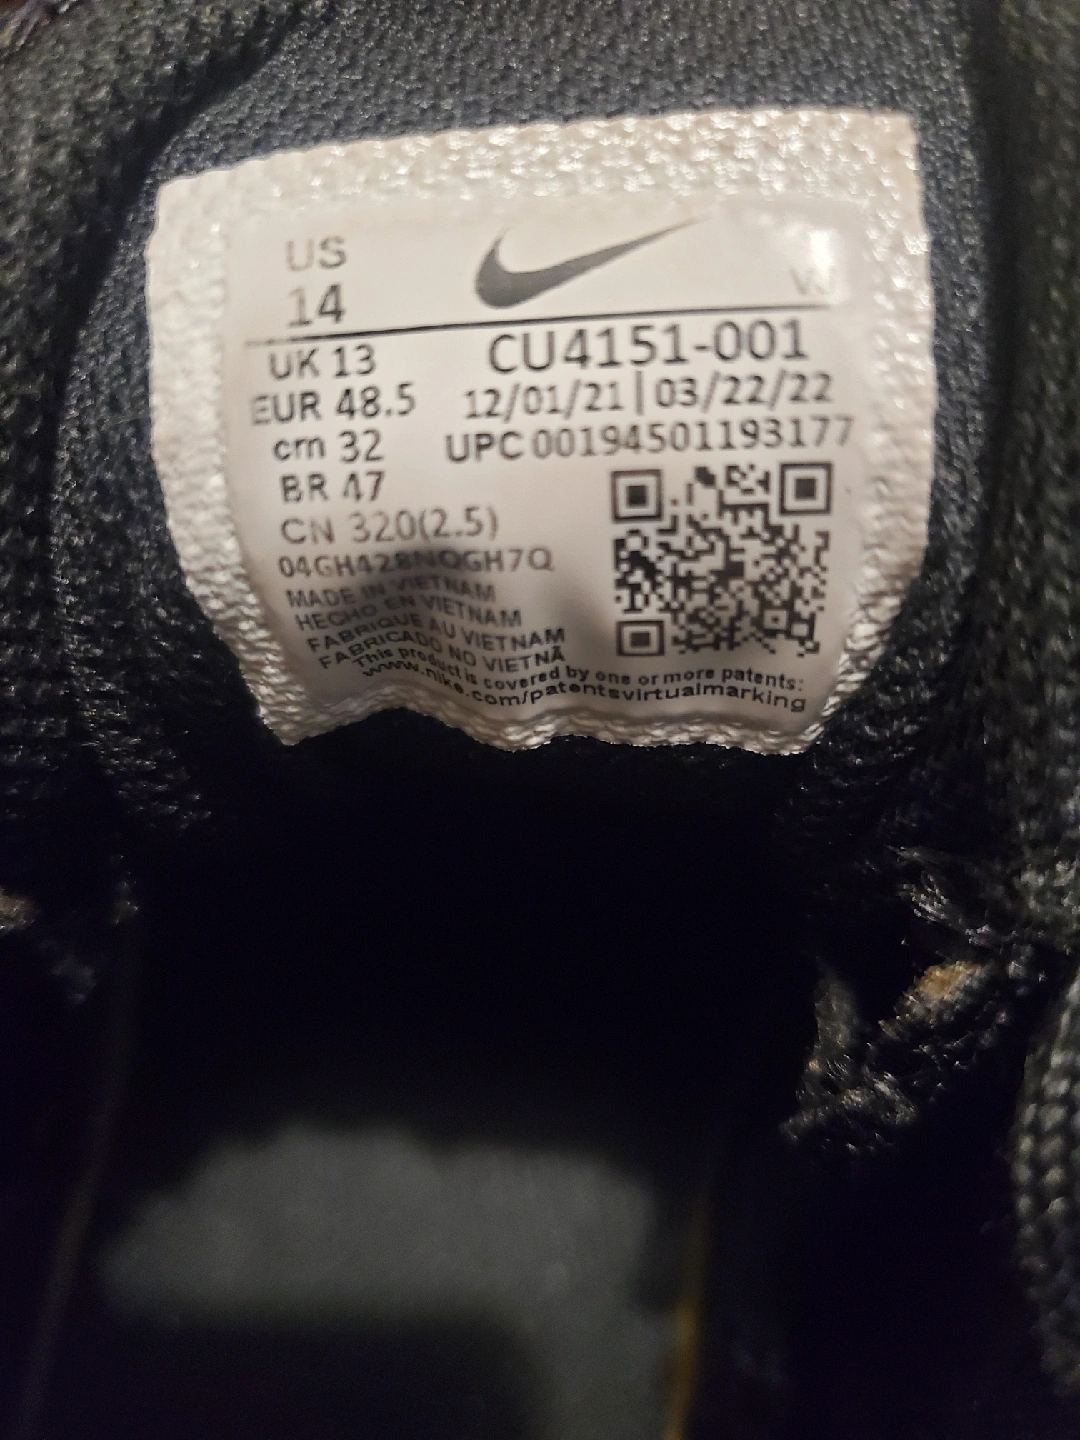 US
14
VJ
UK 13
CU4151-001
EUR 48.5
12/01/21 | 03/22/22
cm 32
UPC 00194501193177
BR 47
CN 320(2.5)
04GH428NQGH7Q
MADE IN VIETNAM
HECHO EN VIETNAM
FABRIQUE AU VIETNAM
FABRICADO NO VIETNÃ
This product is covered by one or more patents:
www.nike.com/patentsvirtualmarking